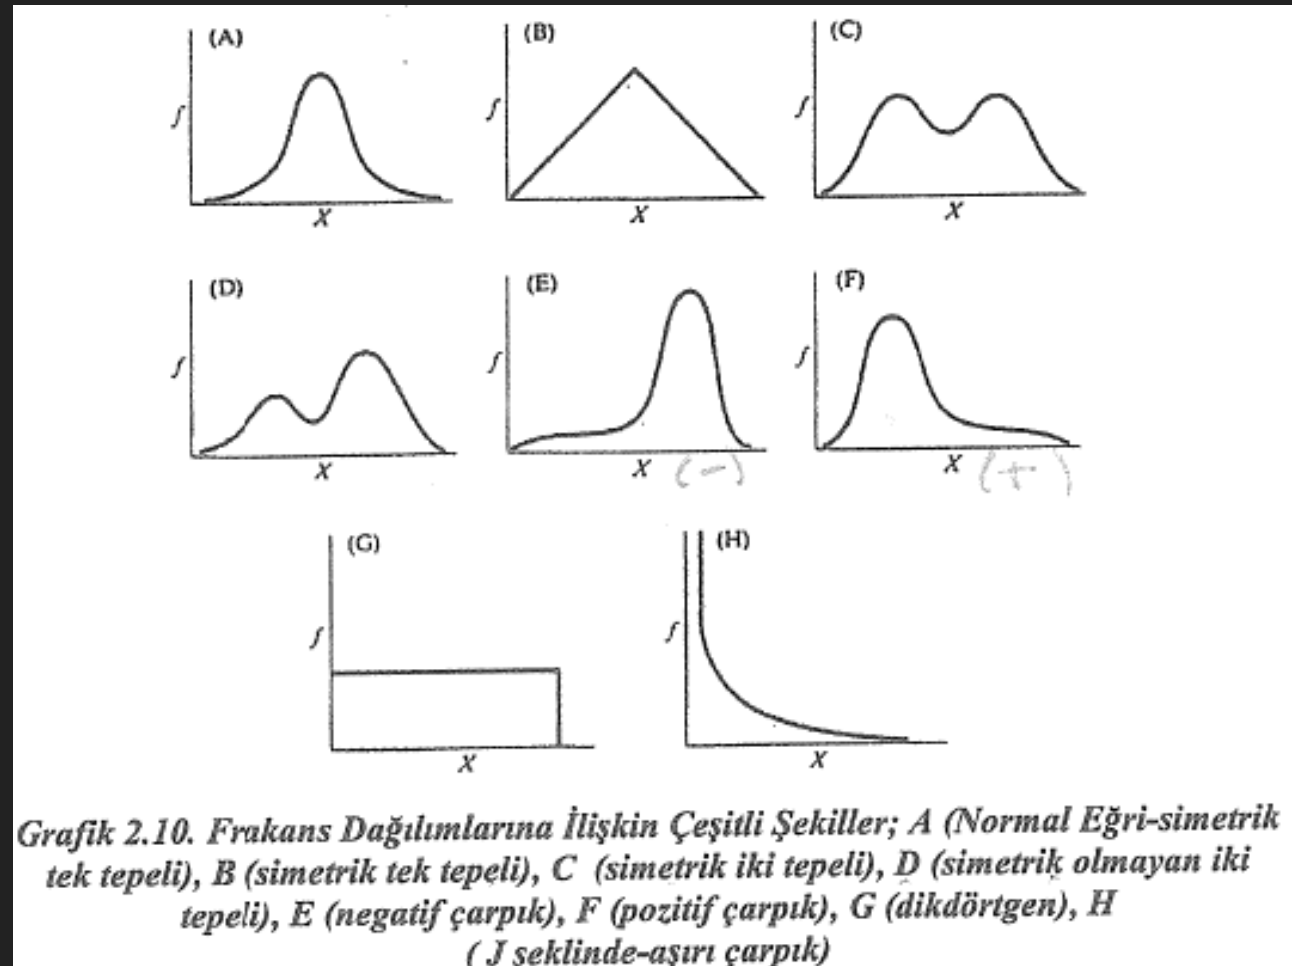 (A)
f
X
(B)
f
X
(C)
f
X
(D)
f
X
(E)
f
X (-)
(F)
f
X (+)
(G)
f
X
(H)
f
X
Grafik 2.10. Frakans Dağılımlarına İlişkin Çeşitli Şekiller; A (Normal Eğri-simetrik
tek tepeli), B (simetrik tek tepeli), C (simetrik iki tepeli), D (simetrik olmayan iki
tepeli), E (negatif çarpık), F (pozitif çarpık), G (dikdörtgen), H
( J şeklinde-aşırı çarpık)